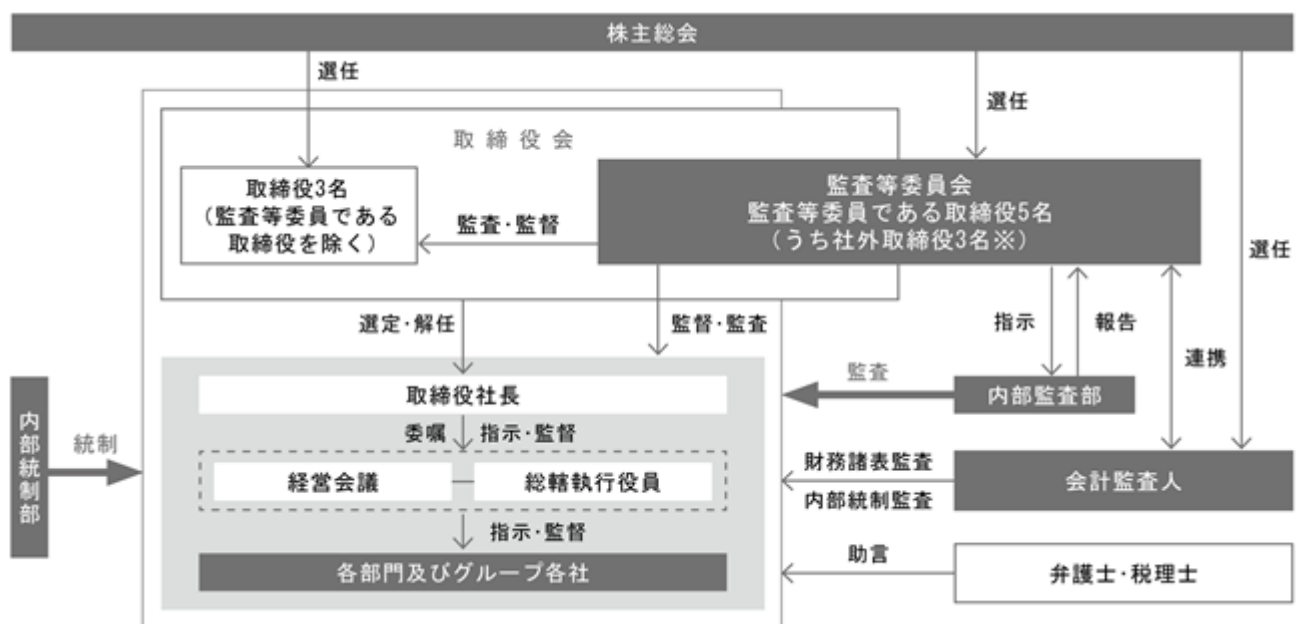 株主総会
選任
選任
選任
取締役会
取締役3名
（監査等委員である
取締役を除く）
監査・監督
監査等委員会
監査等委員である取締役5名
（うち社外取締役3名※）
選定・解任
監督・監査
指示
報告
連携
取締役社長
監査
内部監査部
内部統制部
統制
委嘱
指示・監督
経営会議
総轄執行役員
財務諸表監査
内部統制監査
会計監査人
指示・監督
各部門及びグループ各社
助言
弁護士・税理士